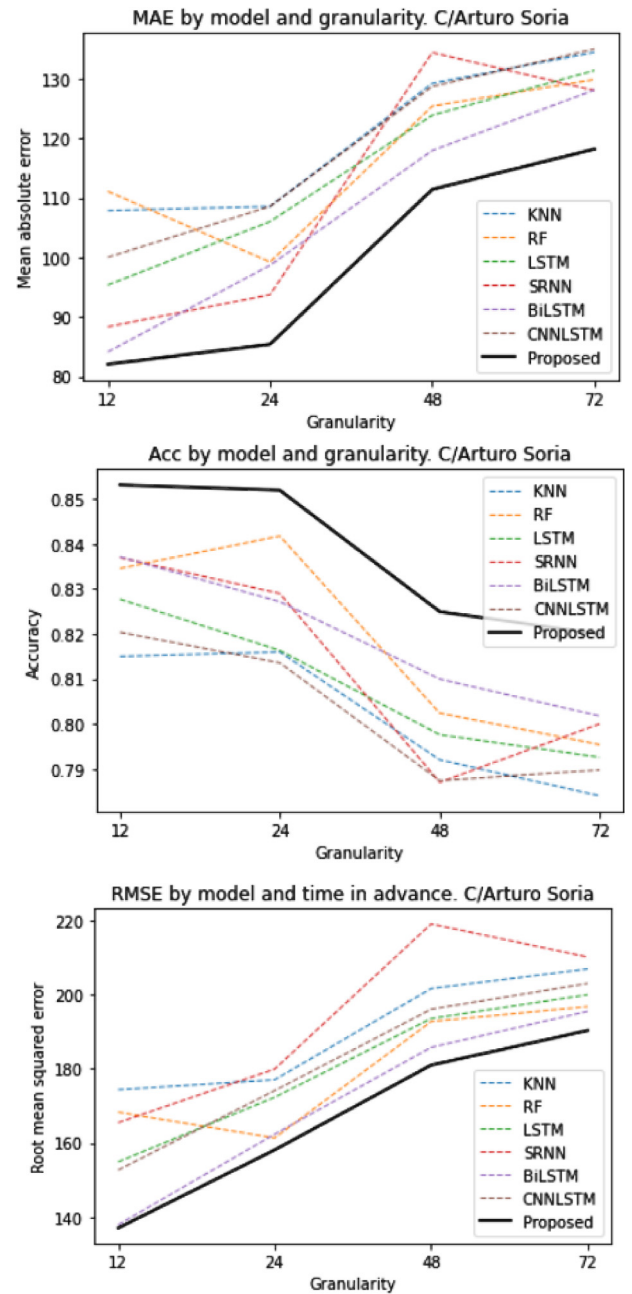 MAE by model and granularity. C/Arturo Soria
130
120
110
100
90
80
Mean absolute error
KNN
RF
LSTM
SRNN
BiLSTM
CNNLSTM
Proposed
12 24 48 72
Granularity
Acc by model and granularity. C/Arturo Soria
0.85
0.84
0.83
0.82
0.81
0.80
0.79
Accuracy
KNN
RF
LSTM
SRNN
BiLSTM
CNNLSTM
Proposed
12 24 48 72
Granularity
RMSE by model and time in advance. C/Arturo Soria
220
200
180
160
140
Root mean squared error
KNN
RF
LSTM
SRNN
BiLSTM
CNNLSTM
Proposed
12 24 48 72
Granularity